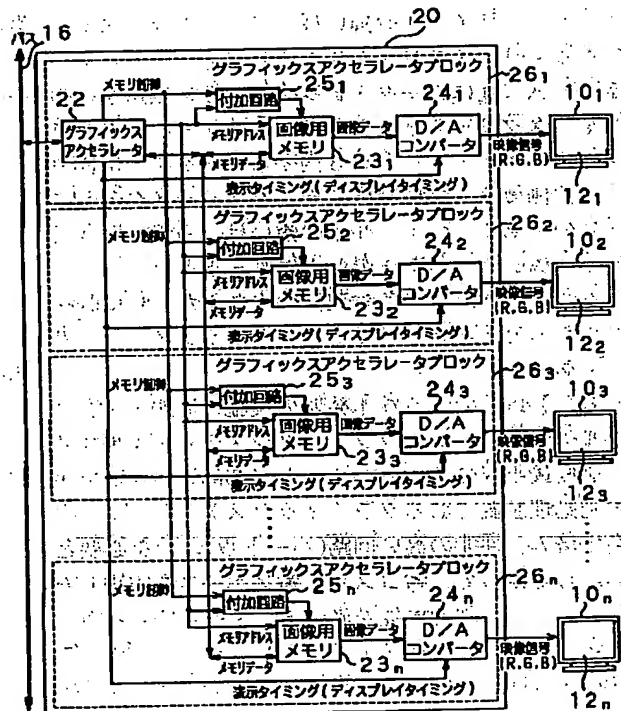 バス 16
20
グラフィックスアクセラレータブロック
メモリ制御
25₁
付加回路
26₁
22
グラフィックス
アクセラレータ
メモリアドレス
画像用
メモリ
画像データ
24₁
D/A
コンバータ
メモリデータ
23₁
映像信号
(R,G,B)
10₁
12₁
表示タイミング(ディスプレイタイミング)
グラフィックスアクセラレータブロック
メモリ制御
25₂
付加回路
26₂
メモリアドレス
画像用
メモリ
画像データ
24₂
D/A
コンバータ
メモリデータ
23₂
映像信号
(R,G,B)
10₂
12₂
表示タイミング(ディスプレイタイミング)
グラフィックスアクセラレータブロック
メモリ制御
25₃
付加回路
26₃
メモリアドレス
画像用
メモリ
画像データ
24₃
D/A
コンバータ
メモリデータ
23₃
映像信号
(R,G,B)
10₃
12₃
表示タイミング(ディスプレイタイミング)
グラフィックスアクセラレータブロック
メモリ制御
25ₙ
付加回路
26ₙ
メモリアドレス
画像用
メモリ
画像データ
24ₙ
D/A
コンバータ
メモリデータ
23ₙ
映像信号
(R,G,B)
10ₙ
12ₙ
表示タイミング(ディスプレイタイミング)